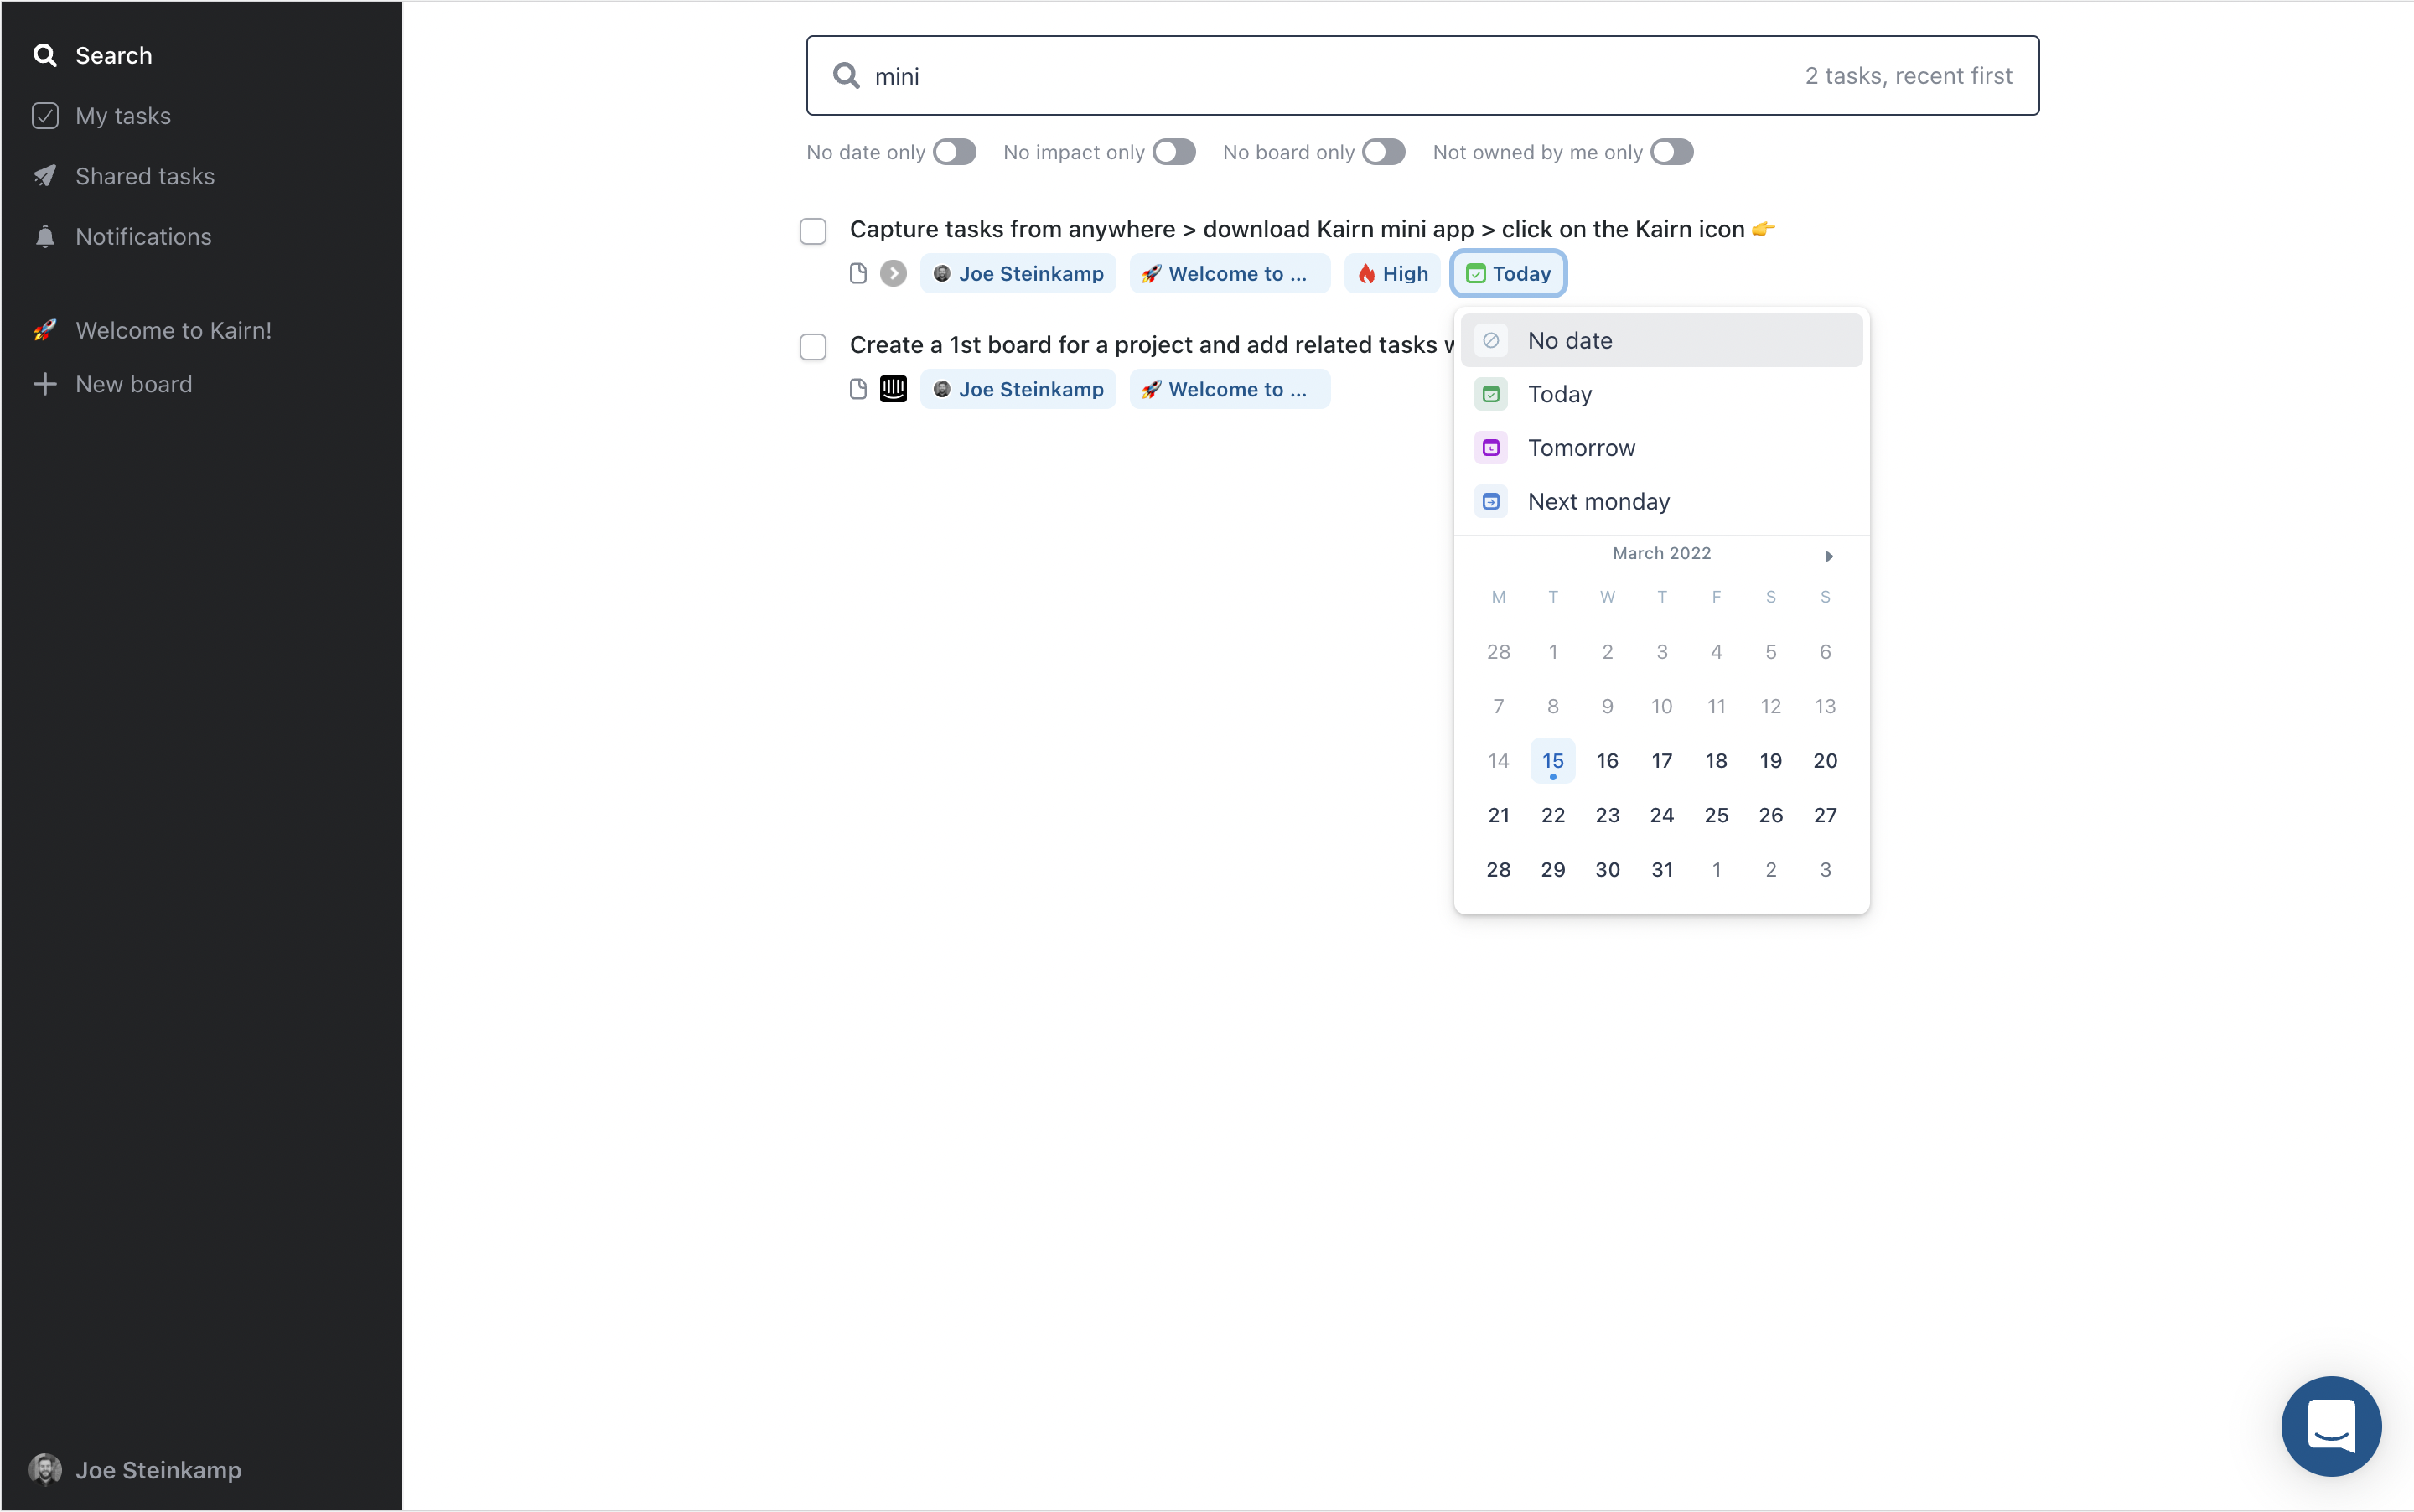 Search
My tasks
Shared tasks
Notifications
Welcome to Kairn!
New board
Joe Steinkamp
mini
2 tasks, recent first
No date only
No impact only
No board only
Not owned by me only
Capture tasks from anywhere > download Kairn mini app > click on the Kairn icon 👉
Joe Steinkamp
Welcome to ...
High
Today
Create a 1st board for a project and add related tasks
Joe Steinkamp
Welcome to ...
No date
Today
Tomorrow
Next monday
March 2022
M T W T F S S
28 1 2 3 4 5 6
7 8 9 10 11 12 13
14 15 16 17 18 19 20
21 22 23 24 25 26 27
28 29 30 31 1 2 3